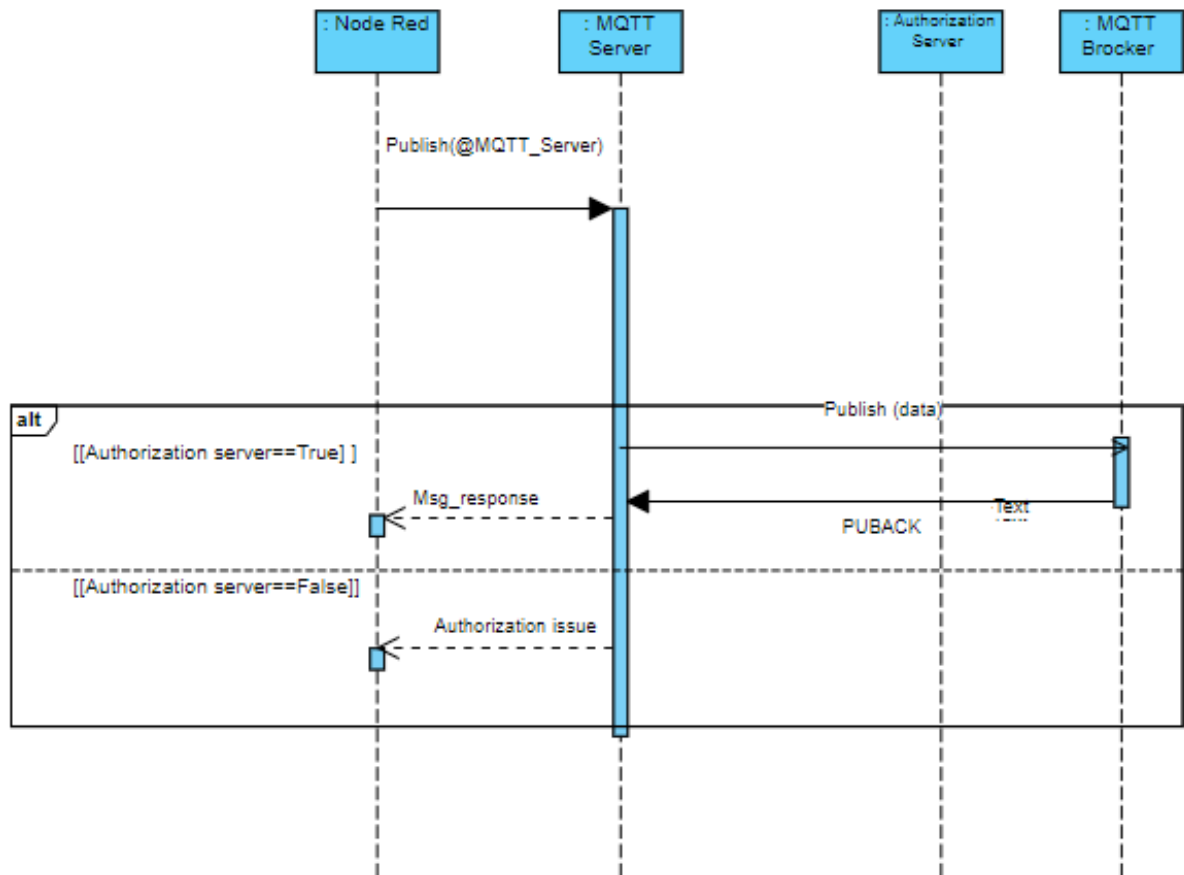 : Node Red
: MQTT
Server
: Authorization
Server
: MQTT
Brocker
Publish(@MQTT_Server)
alt
Publish (data)
[[Authorization server==True] ]
Msg_response
Text
PUBACK
[[Authorization server==False]]
Authorization issue